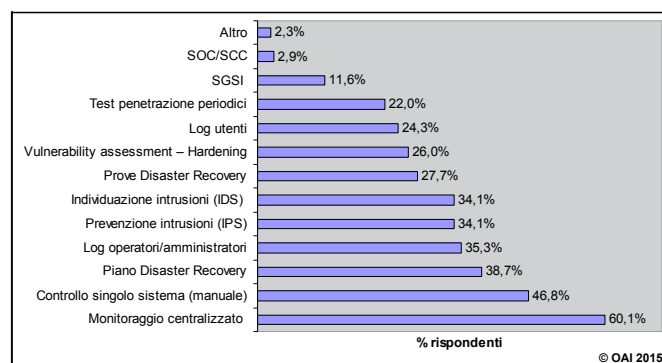 Altro 2,3%
SOC/SCC 2,9%
SGSI 11,6%
Test penetrazione periodici 22,0%
Log utenti 24,3%
Vulnerability assessment – Hardening 26,0%
Prove Disaster Recovery 27,7%
Individuazione intrusioni (IDS) 34,1%
Prevenzione intrusioni (IPS) 34,1%
Log operatori/amministratori 35,3%
Piano Disaster Recovery 38,7%
Controllo singolo sistema (manuale) 46,8%
Monitoraggio centralizzato 60,1%
% rispondenti
© OAI 2015